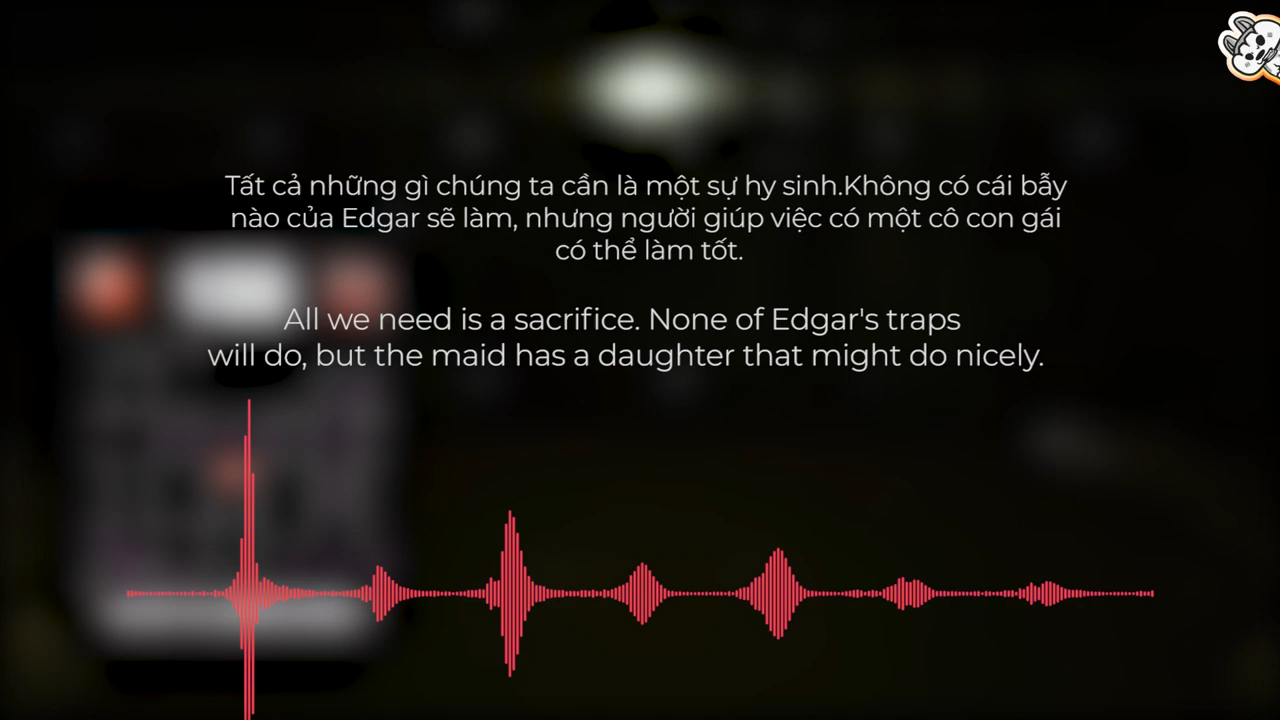 Tất cả những gì chúng ta cần là một sự hy sinh.Không có cái bẫy
nào của Edgar sẽ làm, nhưng người giúp việc có một cô con gái
có thể làm tốt.
All we need is a sacrifice. None of Edgar's traps
will do, but the maid has a daughter that might do nicely.